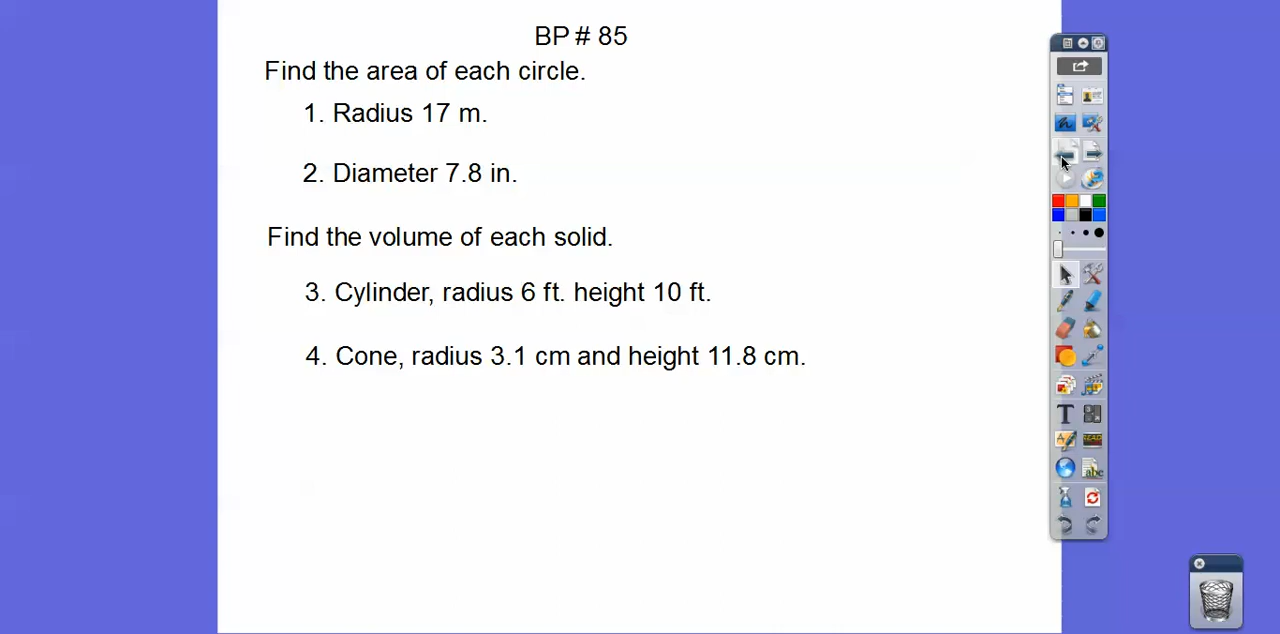 BP # 85
Find the area of each circle.
1. Radius 17 m.
2. Diameter 7.8 in.
Find the volume of each solid.
3. Cylinder, radius 6 ft. height 10 ft.
4. Cone, radius 3.1 cm and height 11.8 cm.